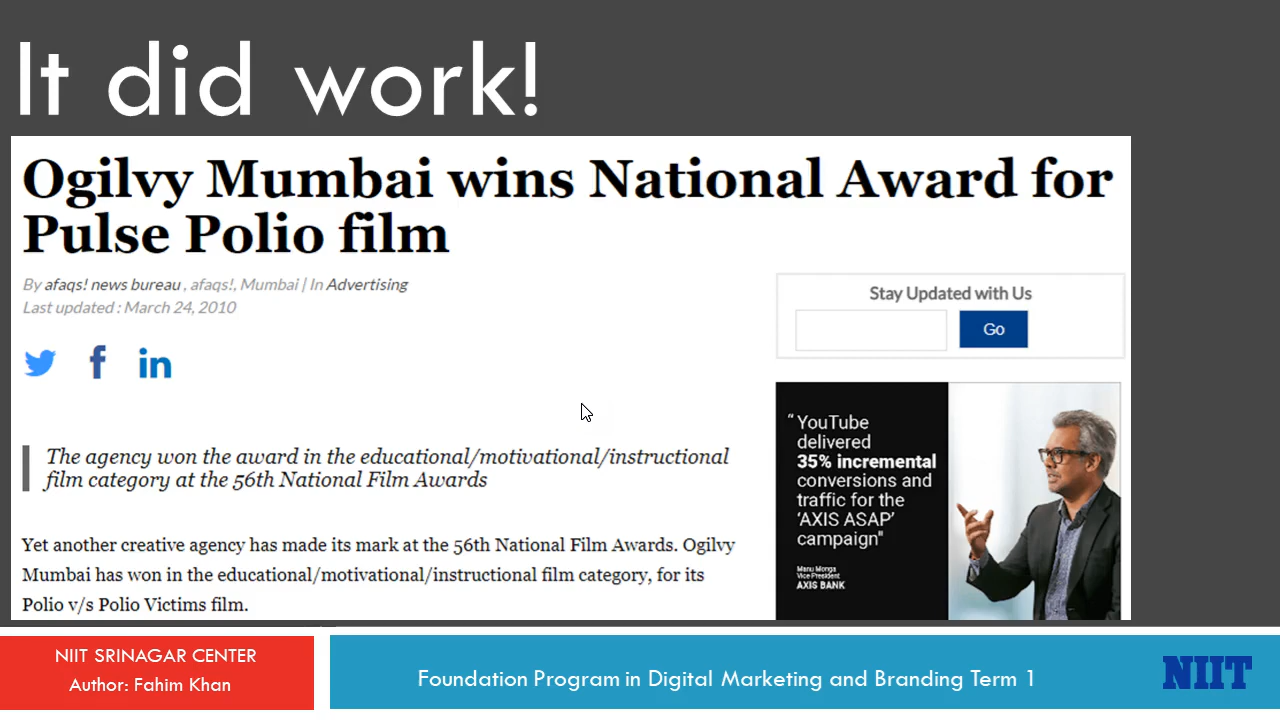 It did work!
Ogilvy Mumbai wins National Award for
Pulse Polio film
By afaqs! news bureau , afaqs!, Mumbai | In Advertising
Last updated : March 24, 2010
Stay Updated with Us
Go
The agency won the award in the educational/motivational/instructional
film category at the 56th National Film Awards
Yet another creative agency has made its mark at the 56th National Film Awards. Ogilvy
Mumbai has won in the educational/motivational/instructional film category, for its
Polio v/s Polio Victims film.
“ YouTube
delivered
35% incremental
conversions and
traffic for the
‘AXIS ASAP’
campaign"
Manu Monga
Vice President
AXIS BANK
NIIT SRINAGAR CENTER
Author: Fahim Khan
Foundation Program in Digital Marketing and Branding Term 1
NIIT